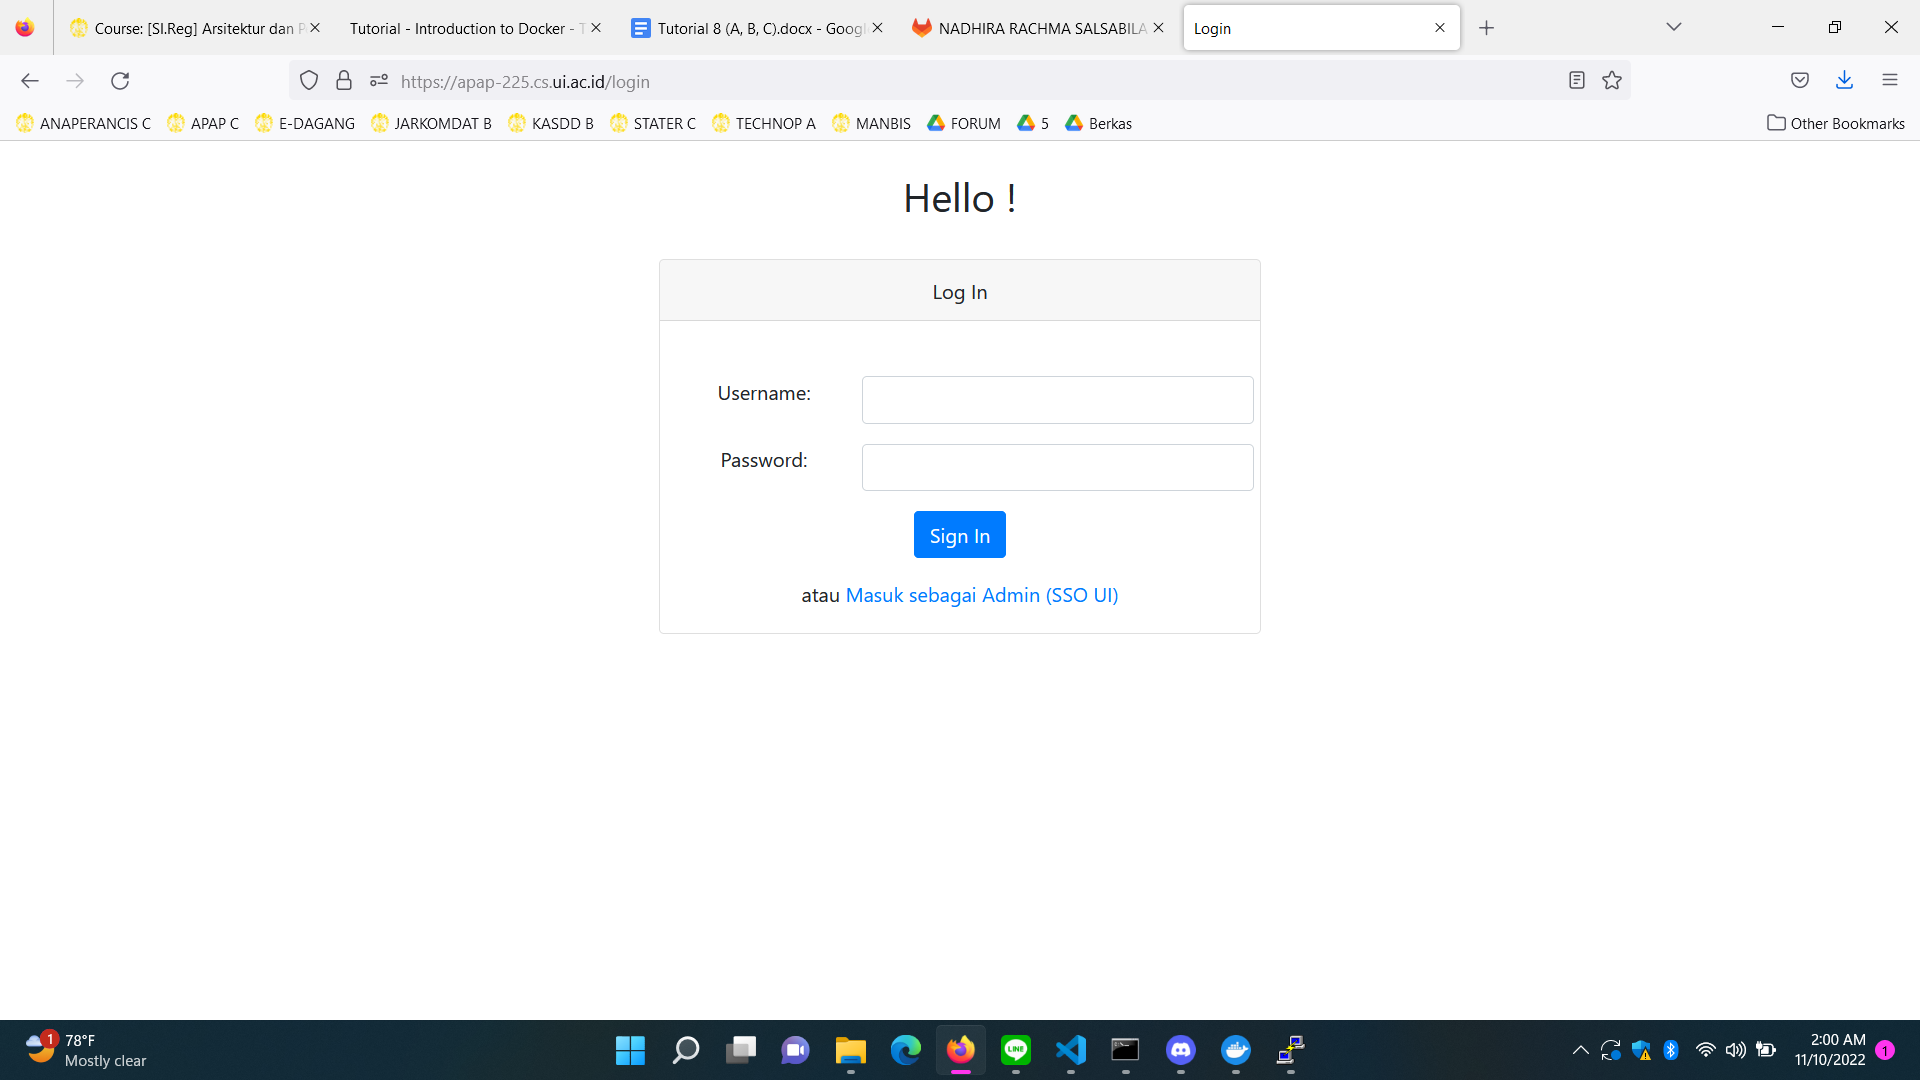 Course: [SI.Reg] Arsitektur dan P
Tutorial - Introduction to Docker - T
Tutorial 8 (A, B, C).docx - Googl
NADHIRA RACHMA SALSABILA
Login
https://apap-225.cs.ui.ac.id/login
ANAPERANCIS C
APAP C
E-DAGANG
JARKOMDAT B
KASDD B
STATER C
TECHNOP A
MANBIS
FORUM
5
Berkas
Other Bookmarks
Hello !
Log In
Username:
Password:
Sign In
atau Masuk sebagai Admin (SSO UI)
1
78°F
Mostly clear
LINE
2:00 AM
11/10/2022
1